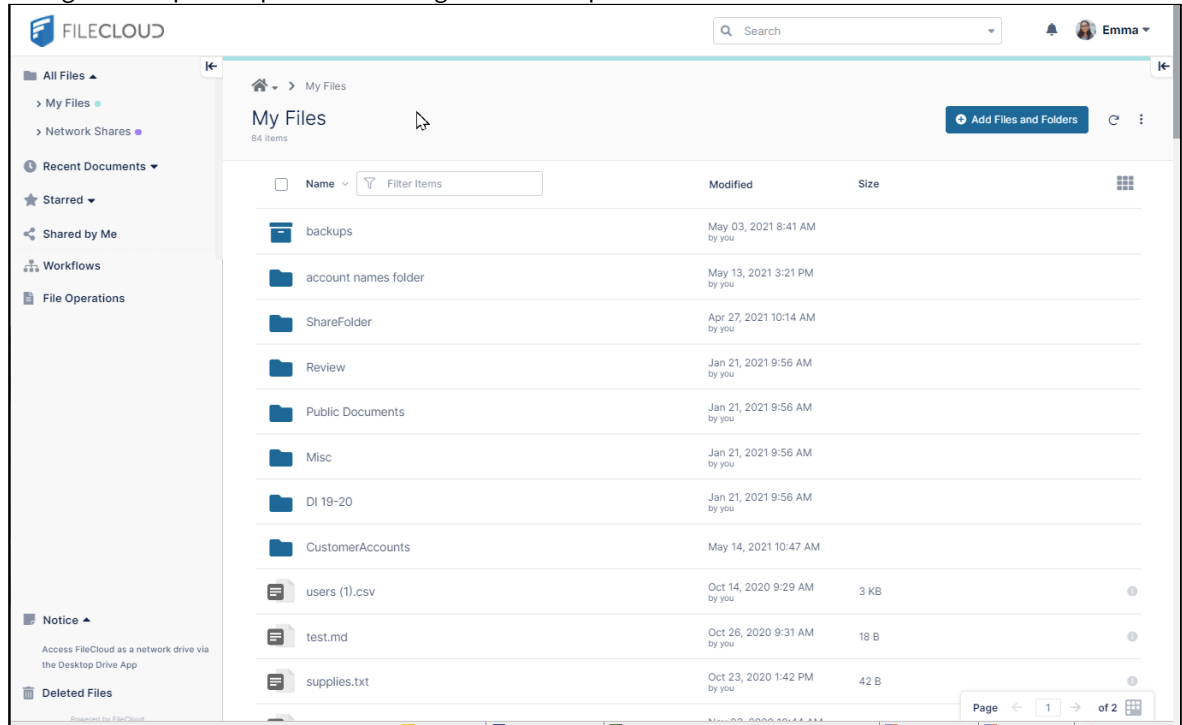 FILECLOUD
Search
Emma
All Files
My Files
Network Shares
Recent Documents
Starred
Shared by Me
Workflows
File Operations
My Files
My Files
84 items
Add Files and Folders
Name Filter Items Modified Size
backups May 03, 2021 8:41 AM
by you
account names folder May 13, 2021 3:21 PM
by you
ShareFolder Apr 27, 2021 10:14 AM
by you
Review Jan 21, 2021 9:56 AM
by you
Public Documents Jan 21, 2021 9:56 AM
by you
Misc Jan 21, 2021 9:56 AM
by you
DI 19-20 Jan 21, 2021 9:56 AM
by you
CustomerAccounts May 14, 2021 10:47 AM
users (1).csv Oct 14, 2020 9:29 AM 3 KB
by you
test.md Oct 26, 2020 9:31 AM 18 B
by you
supplies.txt Oct 23, 2020 1:42 PM 42 B
by you
Notice
Access FileCloud as a network drive via
the Desktop Drive App
Deleted Files
Powered by FileCloud
Page 1 of 2